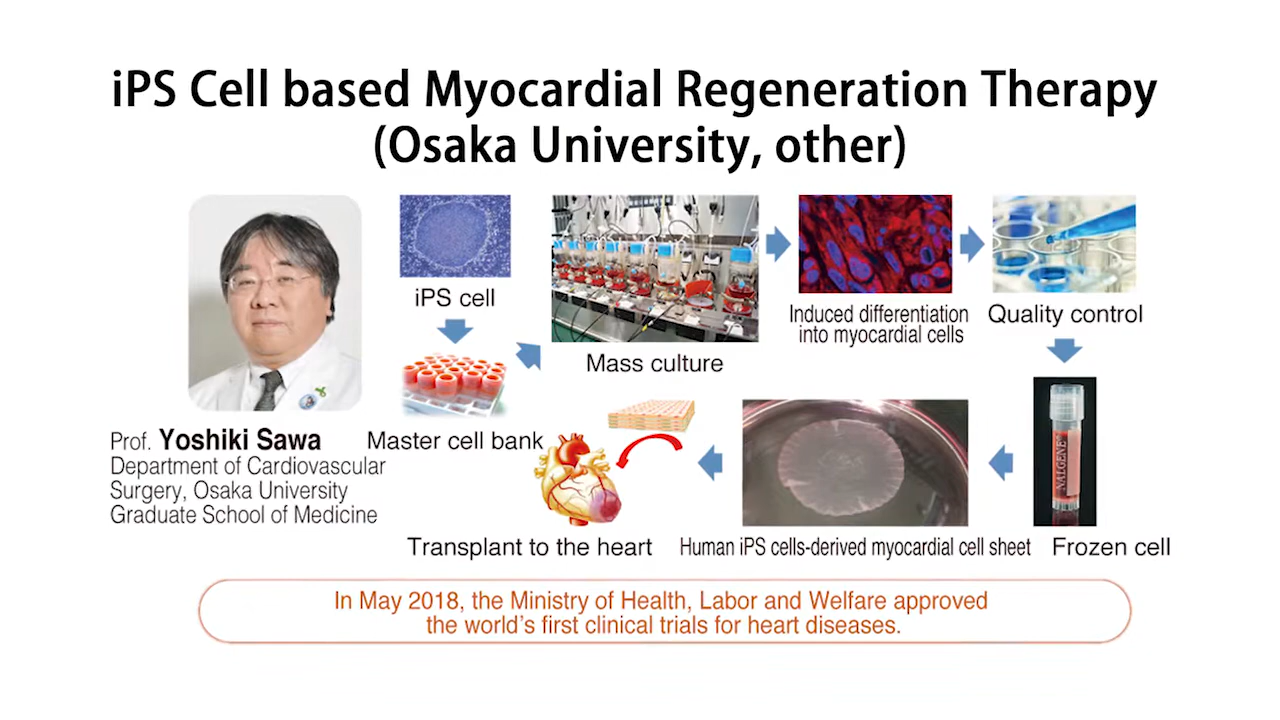 iPS Cell based Myocardial Regeneration Therapy
(Osaka University, other)
iPS cell
Mass culture
Induced differentiation
into myocardial cells
Quality control
Prof. Yoshiki Sawa
Department of Cardiovascular
Surgery, Osaka University
Graduate School of Medicine
Master cell bank
NALGENE
Transplant to the heart
Human iPS cells-derived myocardial cell sheet
Frozen cell
In May 2018, the Ministry of Health, Labor and Welfare approved
the world's first clinical trials for heart diseases.